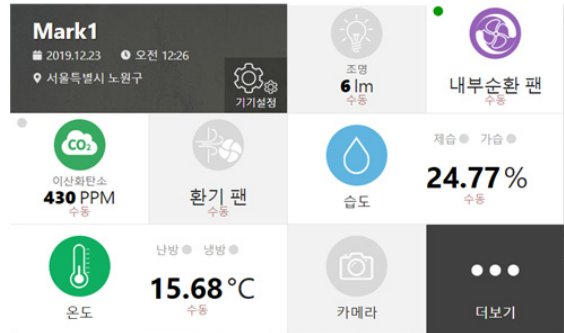 Mark1
2019.12.23 오전 12:26
서울특별시 노원구
기기설정
조명
6 lm
수동
내부순환 팬
수동
CO₂
이산화탄소
430 PPM
수동
환기 팬
수동
습도
제습 가습
24.77 %
수동
온도
난방 냉방
15.68 °C
수동
카메라
더보기